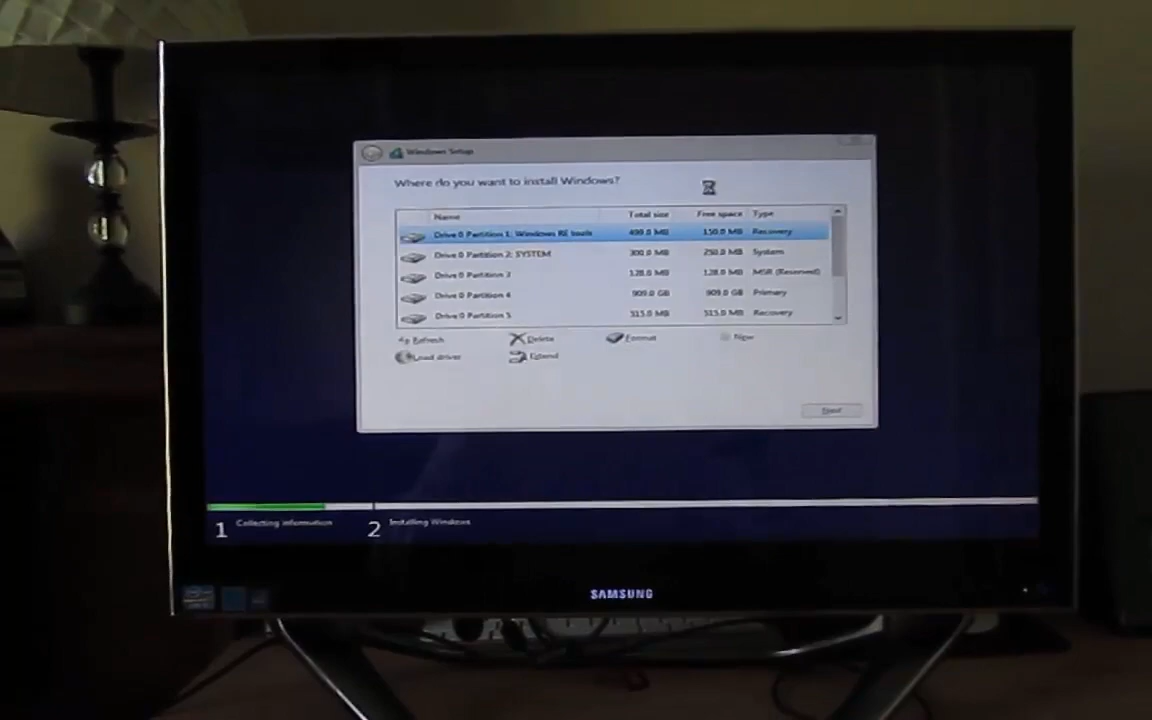 Windows Setup
Where do you want to install Windows?
Name Total size Free space Type
Drive 0 Partition 1: Windows RE tools 499.0 MB 150.0 MB Recovery
Drive 0 Partition 2: SYSTEM 300.0 MB 250.0 MB System
Drive 0 Partition 3 128.0 MB 128.0 MB MSR (Reserved)
Drive 0 Partition 4 909.0 GB 909.0 GB Primary
Drive 0 Partition 5 515.0 MB 515.0 MB Recovery
Refresh Delete Format New
Load driver Extend
Next
1 Collecting information 2 Installing Windows
SAMSUNG